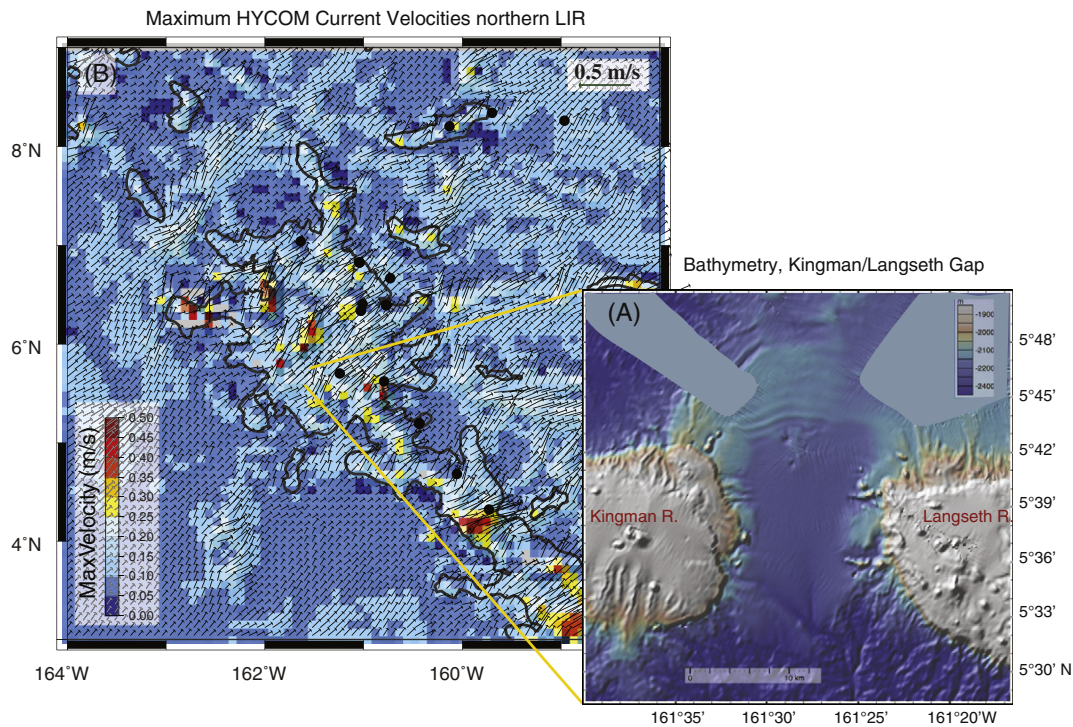 Maximum HYCOM Current Velocities northern LIR
(B)
0.5 m/s
8°N
6°N
4°N
164°W
162°W
160°W
MaxVelocity (m/s)
0.50
0.45
0.40
0.35
0.30
0.25
0.20
0.15
0.10
0.05
0.00
Bathymetry, Kingman/Langseth Gap
(A)
m
-1900
-2000
-2100
-2200
-2400
Kingman R.
Langseth R.
0
10 km
5°48'
5°45'
5°42'
5°39'
5°36'
5°33'
5°30' N
161°35'
161°30'
161°25'
161°20'W